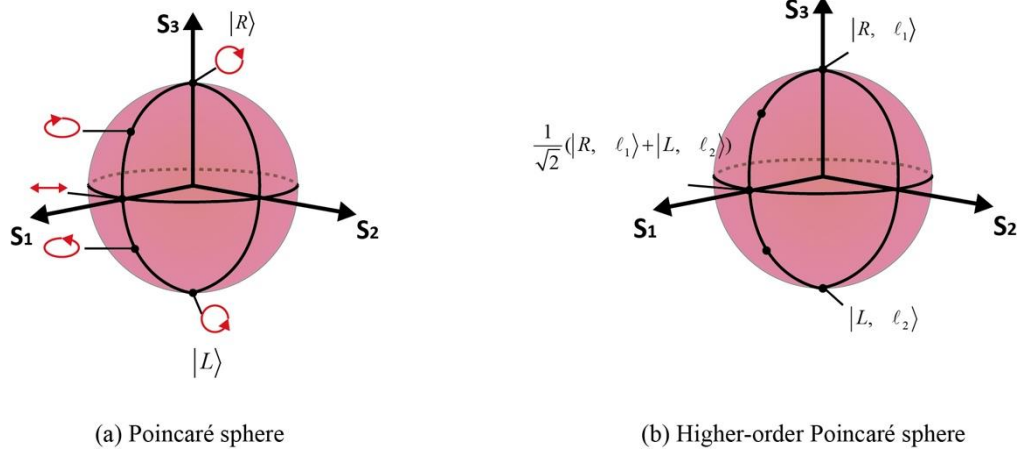 S₃
|R⟩
S₁
S₂
|L⟩
(a) Poincaré sphere
S₃
|R, ℓ₁⟩
1/√2(|R, ℓ₁⟩+|L, ℓ₂⟩)
S₁
S₂
|L, ℓ₂⟩
(b) Higher-order Poincaré sphere